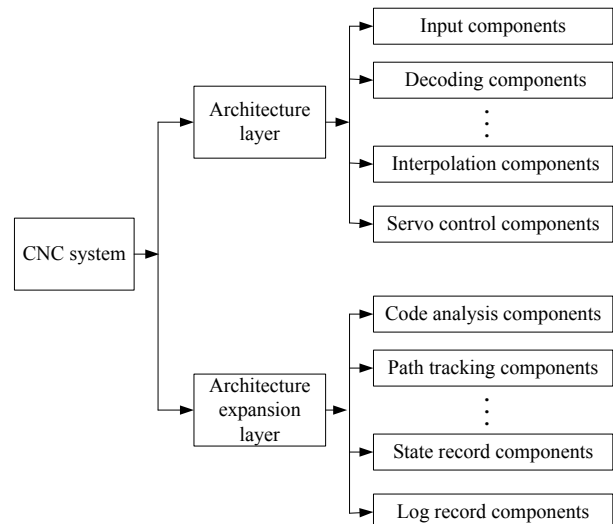 CNC system
Architecture
layer
Input components
Decoding components
Interpolation components
Servo control components
Architecture
expansion
layer
Code analysis components
Path tracking components
State record components
Log record components